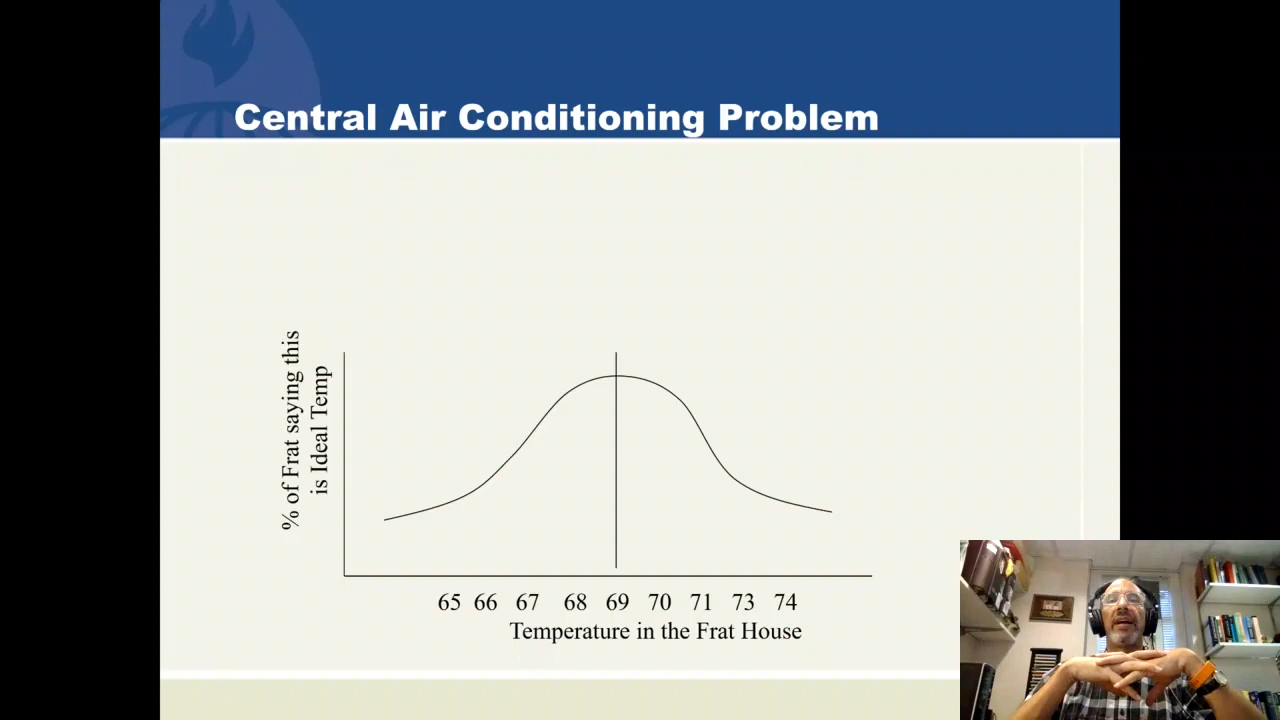 Central Air Conditioning Problem
% of Frat saying this
is Ideal Temp
65 66 67 68 69 70 71 73 74
Temperature in the Frat House